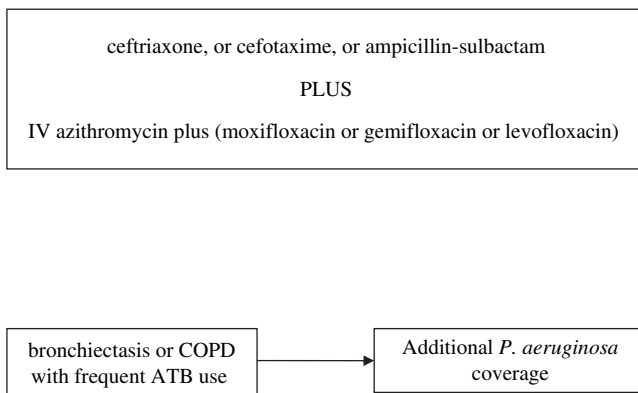 ceftriaxone, or cefotaxime, or ampicillin-sulbactam
PLUS
IV azithromycin plus (moxifloxacin or gemifloxacin or levofloxacin)
bronchiectasis or COPD
with frequent ATB use
Additional P. aeruginosa
coverage